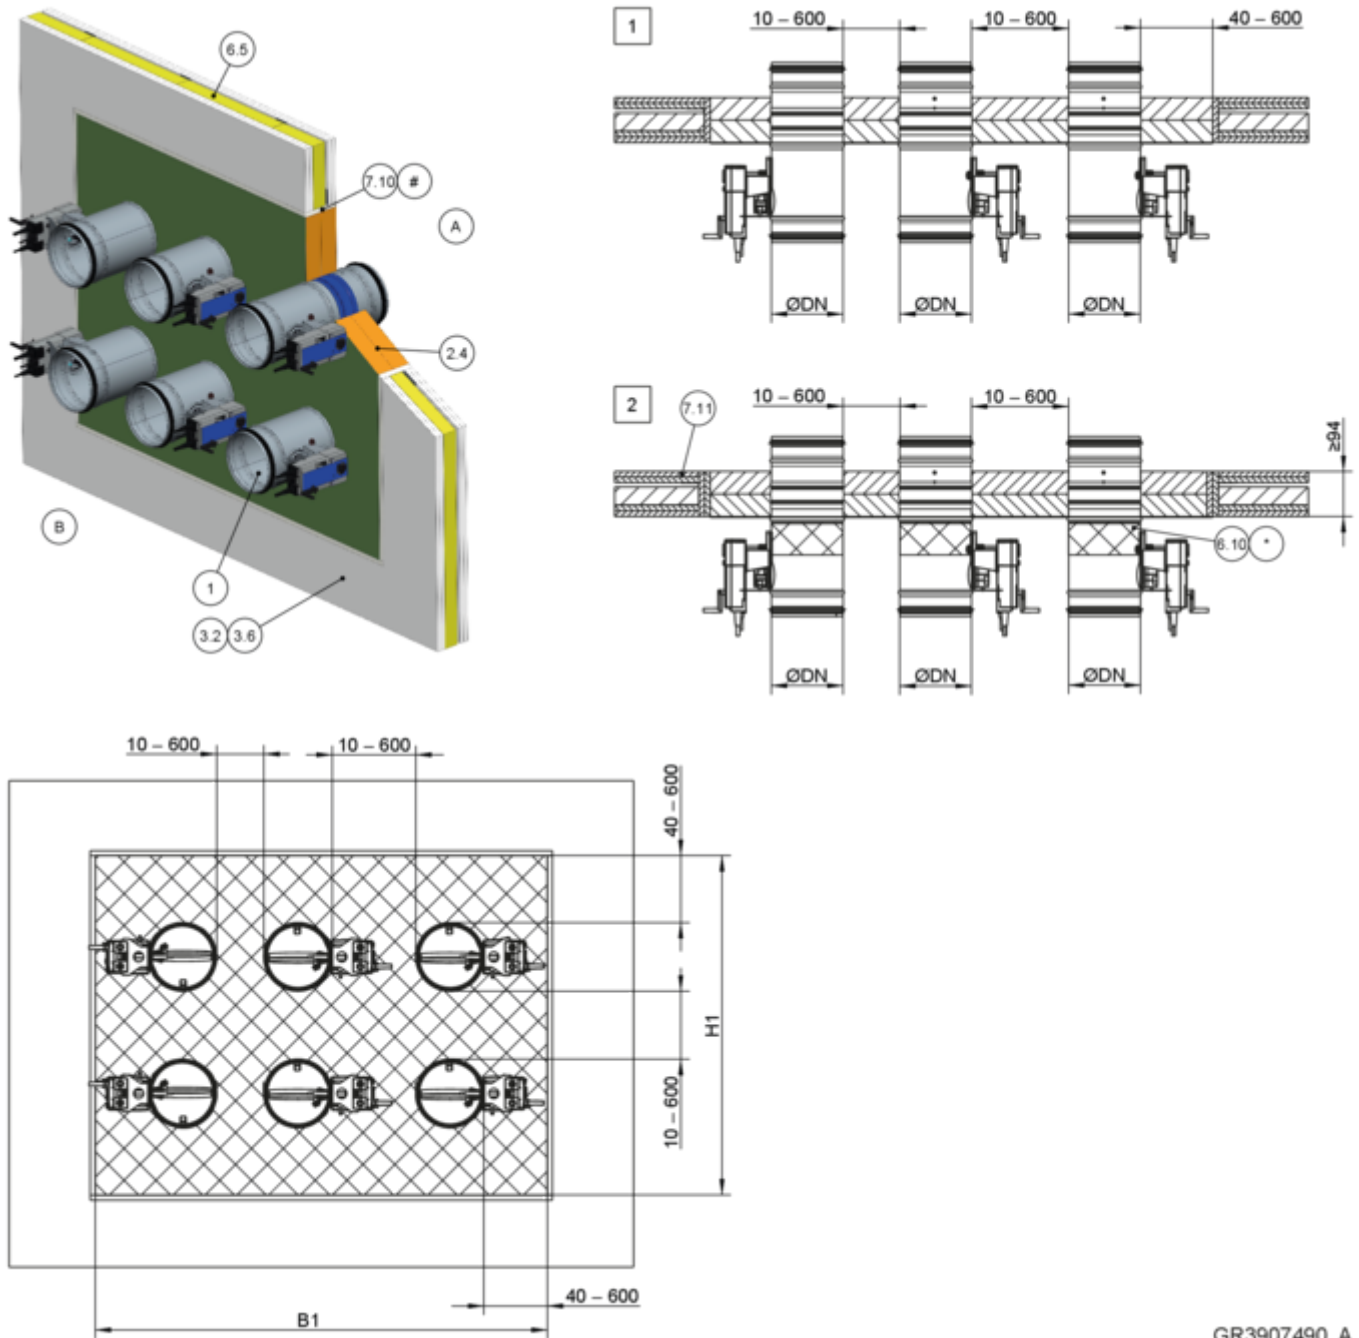 6.5
7.10 #
A
2.4
B
1
3.2 3.6
1
10 – 600 10 – 600 40 – 600
ØDN ØDN ØDN
2
7.11
10 – 600 10 – 600
≥94
6.10 *
ØDN ØDN ØDN
10 – 600 10 – 600
40 – 600
H1
10 – 600
40 – 600
B1
GR3907490, A